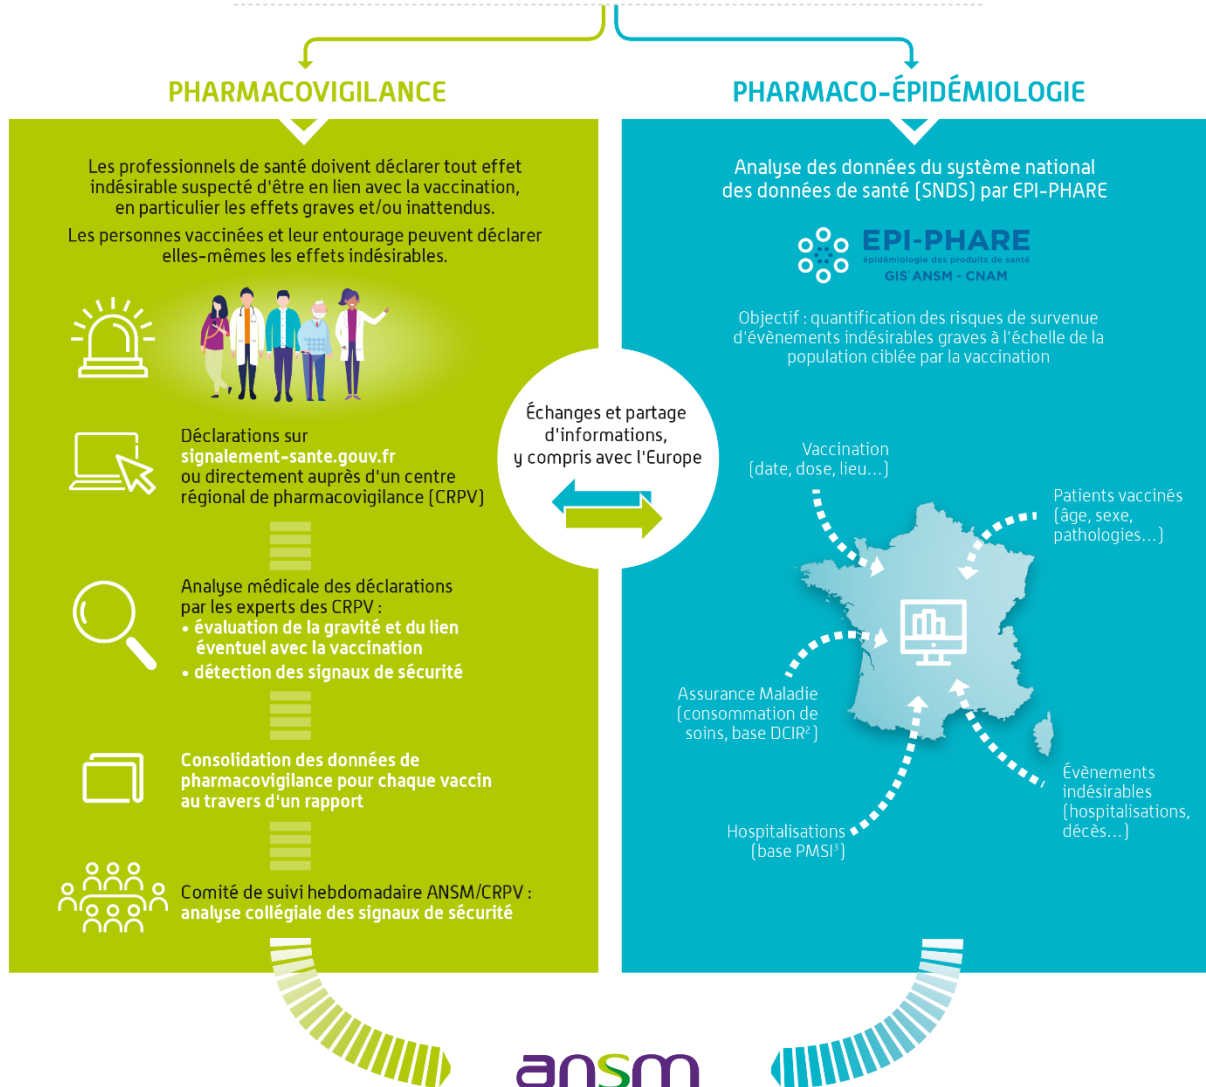 PHARMACOVIGILANCE
Les professionnels de santé doivent déclarer tout effet
indésirable suspecté d'être en lien avec la vaccination,
en particulier les effets graves et/ou inattendus.
Les personnes vaccinées et leur entourage peuvent déclarer
elles-mêmes les effets indésirables.
Déclarations sur
signalement-sante.gouv.fr
ou directement auprès d'un centre
régional de pharmacovigilance (CRPV)
Analyse médicale des déclarations
par les experts des CRPV :
• évaluation de la gravité et du lien
éventuel avec la vaccination
• détection des signaux de sécurité
Consolidation des données de
pharmacovigilance pour chaque vaccin
au travers d'un rapport
Comité de suivi hebdomadaire ANSM/CRPV :
analyse collégiale des signaux de sécurité
Échanges et partage
d'informations,
y compris avec l'Europe
PHARMACO-ÉPIDÉMIOLOGIE
Analyse des données du système national
des données de santé (SNDS) par EPI-PHARE
EPI-PHARE
épidémiologie des produits de santé
GIS ANSM - CNAM
Objectif : quantification des risques de survenue
d'évènements indésirables graves à l'échelle de la
population ciblée par la vaccination
Vaccination
(date, dose, lieu...)
Patients vaccinés
(âge, sexe,
pathologies...)
Assurance Maladie
(consommation de
soins, base DCIR²)
Évènements
indésirables
(hospitalisations,
décès...)
Hospitalisations
(base PMSI³)
ansm